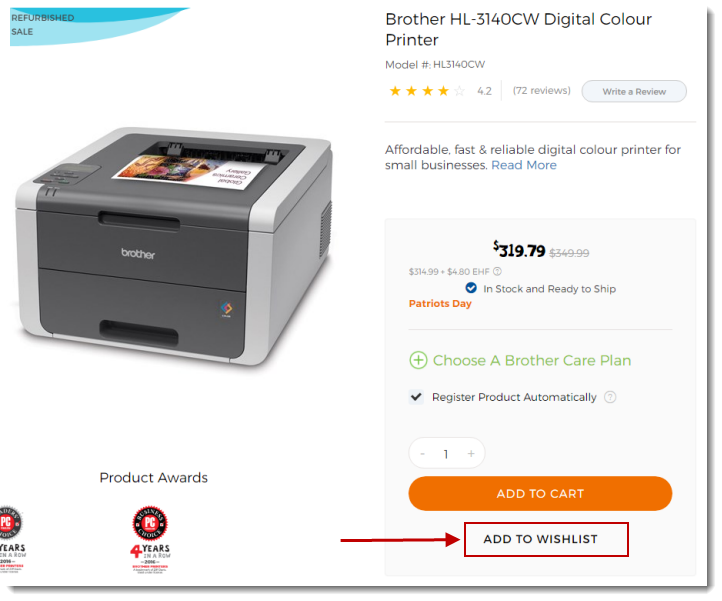 REFURBISHED
SALE
Brother HL-3140CW Digital Colour
Printer
Model #: HL3140CW
4.2 (72 reviews) Write a Review
Affordable, fast & reliable digital colour printer for
small businesses. Read More
brother
$319.79 $349.99
$314.99 + $4.80 EHF ?
In Stock and Ready to Ship
Patriots Day
Choose A Brother Care Plan
Register Product Automatically ?
- 1 +
ADD TO CART
ADD TO WISHLIST
Product Awards
PC
YEARS
IN A ROW
2016
BUSINESS
CHOICE
PC
4 YEARS
IN A ROW
2016